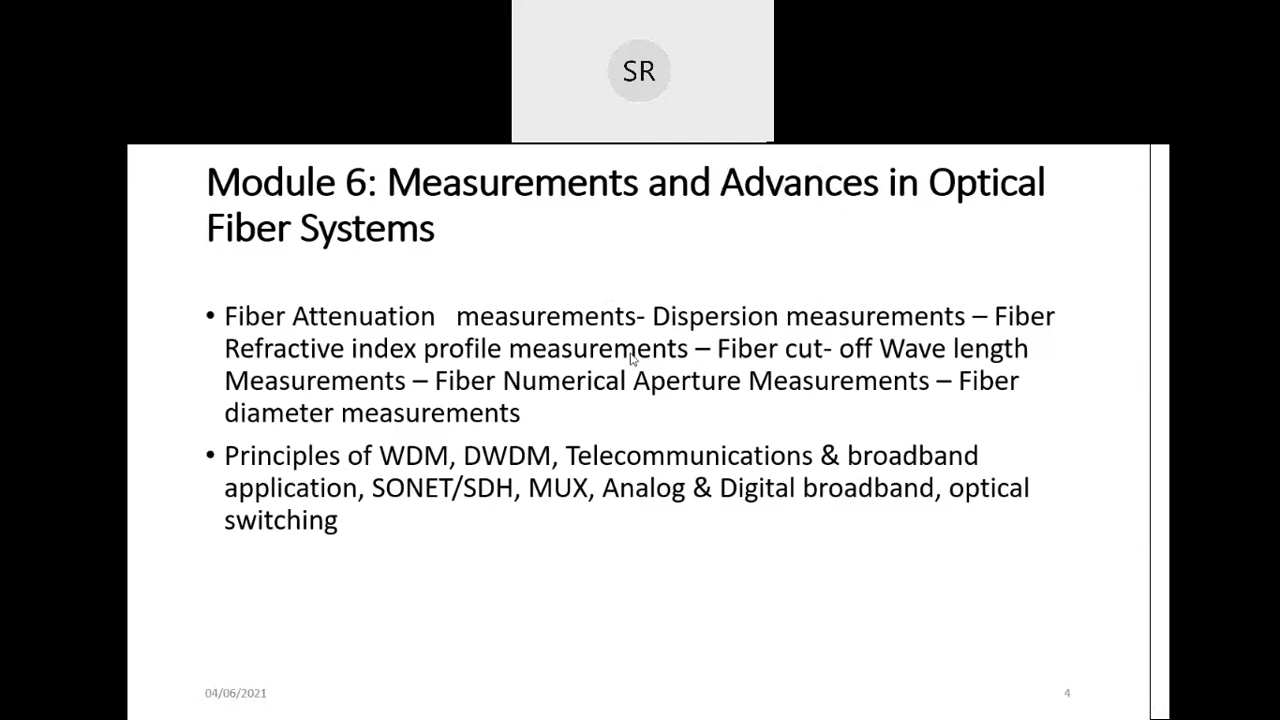 SR
Module 6: Measurements and Advances in Optical
Fiber Systems
• Fiber Attenuation   measurements- Dispersion measurements – Fiber
Refractive index profile measurements – Fiber cut- off Wave length
Measurements – Fiber Numerical Aperture Measurements – Fiber
diameter measurements
• Principles of WDM, DWDM, Telecommunications & broadband
application, SONET/SDH, MUX, Analog & Digital broadband, optical
switching
04/06/2021
4